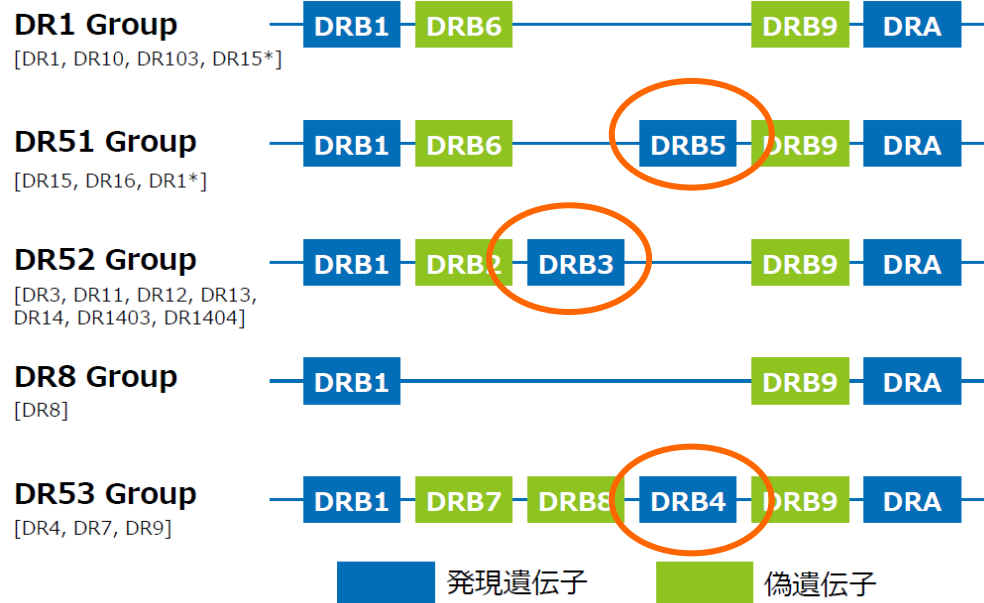 DR1 Group
DRB1 DRB6 DRB9 DRA
[DR1, DR10, DR103, DR15*]
DR51 Group
DRB1 DRB6 DRB5 DRB9 DRA
[DR15, DR16, DR1*]
DR52 Group
DRB1 DRB2 DRB3 DRB9 DRA
[DR3, DR11, DR12, DR13,
DR14, DR1403, DR1404]
DR8 Group
DRB1 DRB9 DRA
[DR8]
DR53 Group
DRB1 DRB7 DRB8 DRB4 DRB9 DRA
[DR4, DR7, DR9]
発現遺伝子 偽遺伝子